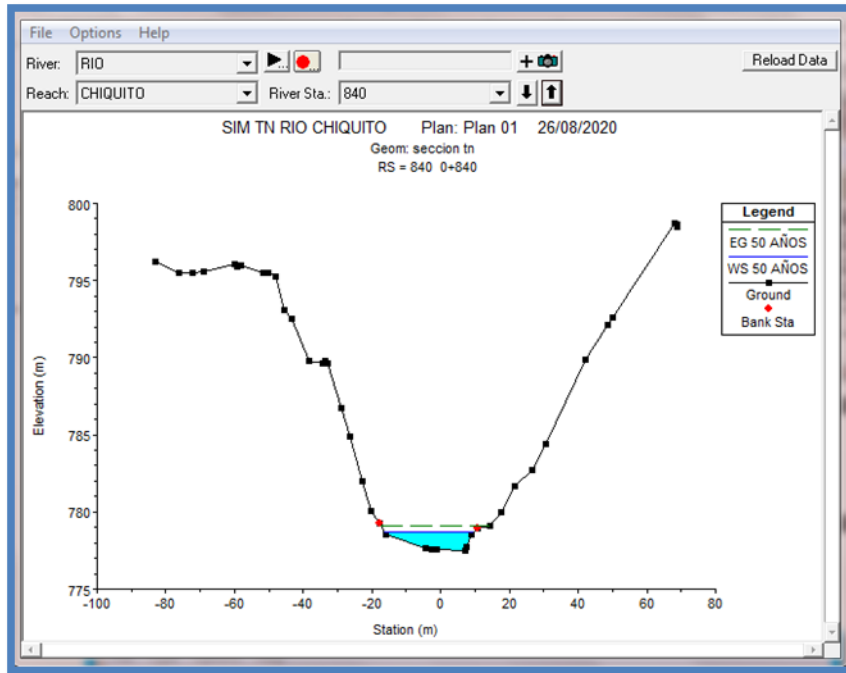 File Options Help
River: RIO
Reload Data
Reach: CHIQUITO River Sta.: 840
SIM TN RIO CHIQUITO Plan: Plan 01 26/08/2020
Geom: seccion tn
RS = 840 0+840
Legend
EG 50 AÑOS
WS 50 AÑOS
Ground
Bank Sta
800
795
790
785
780
775
Elevation (m)
-100 -80 -60 -40 -20 0 20 40 60 80
Station (m)